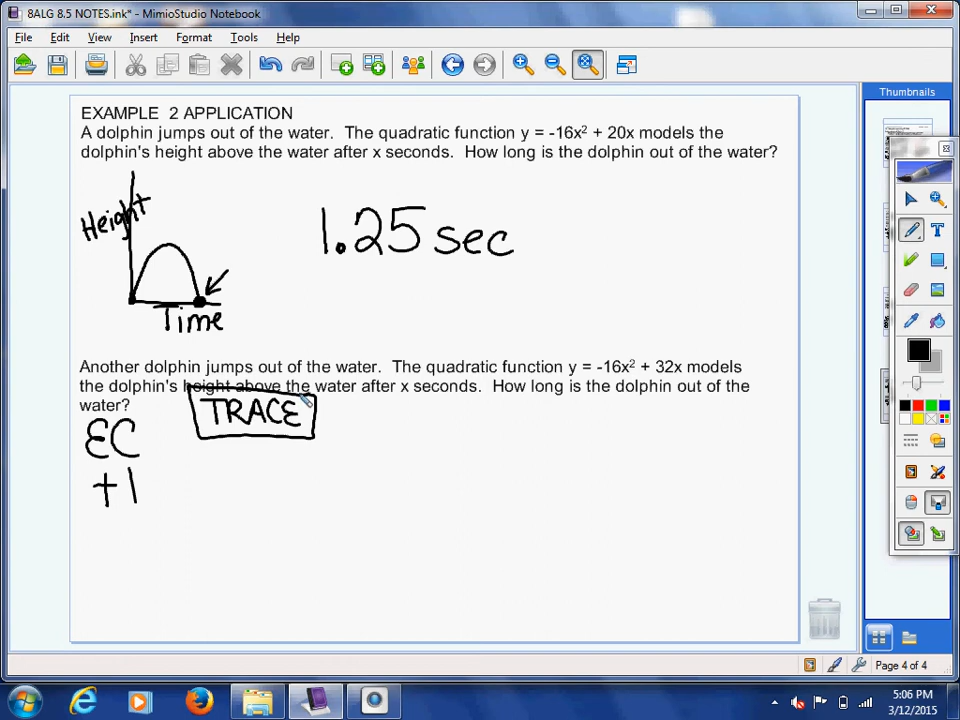 8ALG 8.5 NOTES.ink* - MimioStudio Notebook
File Edit View Insert Format Tools Help
Thumbnails
EXAMPLE 2 APPLICATION
A dolphin jumps out of the water. The quadratic function y = -16x² + 20x models the
dolphin's height above the water after x seconds. How long is the dolphin out of the water?
Height
1.25 sec
Time
Another dolphin jumps out of the water. The quadratic function y = -16x² + 32x models
the dolphin's height above the water after x seconds. How long is the dolphin out of the
water?
TRACE
EC
+1
T
Page 4 of 4
5:06 PM
3/12/2015